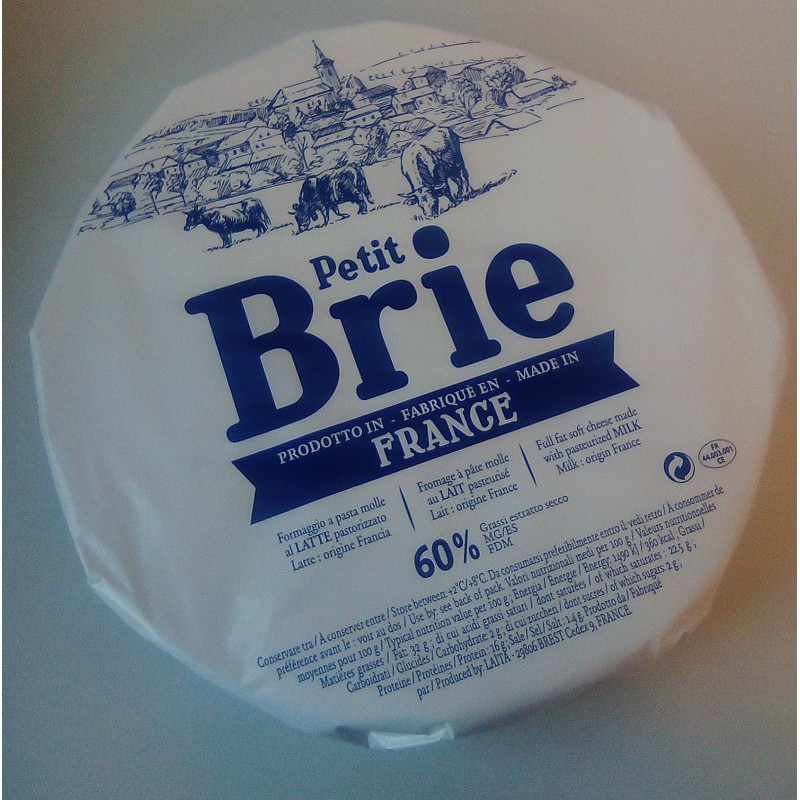 Petit
Brie
PRODOTTO IN - FABRIQUÉ EN - MADE IN
FRANCE
Formaggio a pasta molle
al LATTE pastorizzato
Latte : origine Francia
Fromage à pâte molle
au LAIT pasteurisé
Lait : origine France
Full fat soft cheese made
with pasteurized MILK
Milk : origin France
FR
44.003.001
CE
60%
Grassi estratto secco
MG/ES
FDM
Conservare tra / À conserver entre / Store between: +2°C/+8°C. Da consumarsi preferibilmente entro il: vedi retro / À consommer de
préférence avant le : voir au dos / Use by: see back of pack. Valori nutrizionali medi per 100 g / Valeurs nutritionnelles
moyennes pour 100 g / Typical nutrition value per 100 g : Energia / Énergie / Energy: 1490 kJ / 360 kcal ; Grassi /
Matières grasses / Fat: 32 g ; di cui acidi grassi saturi / dont saturées / of which saturates : 22,5 g ;
Carboidrati / Glucides / Carbohydrate: 2 g ; di cui zuccheri / dont sucres / of which sugars: 2 g ;
Proteine / Protéines / Protein : 16 g ; Sale / Sel / Salt : 1,4 g Prodotto da / Fabriqué
par / Produced by: LAÏTA - 29806 BREST Cedex 9, FRANCE